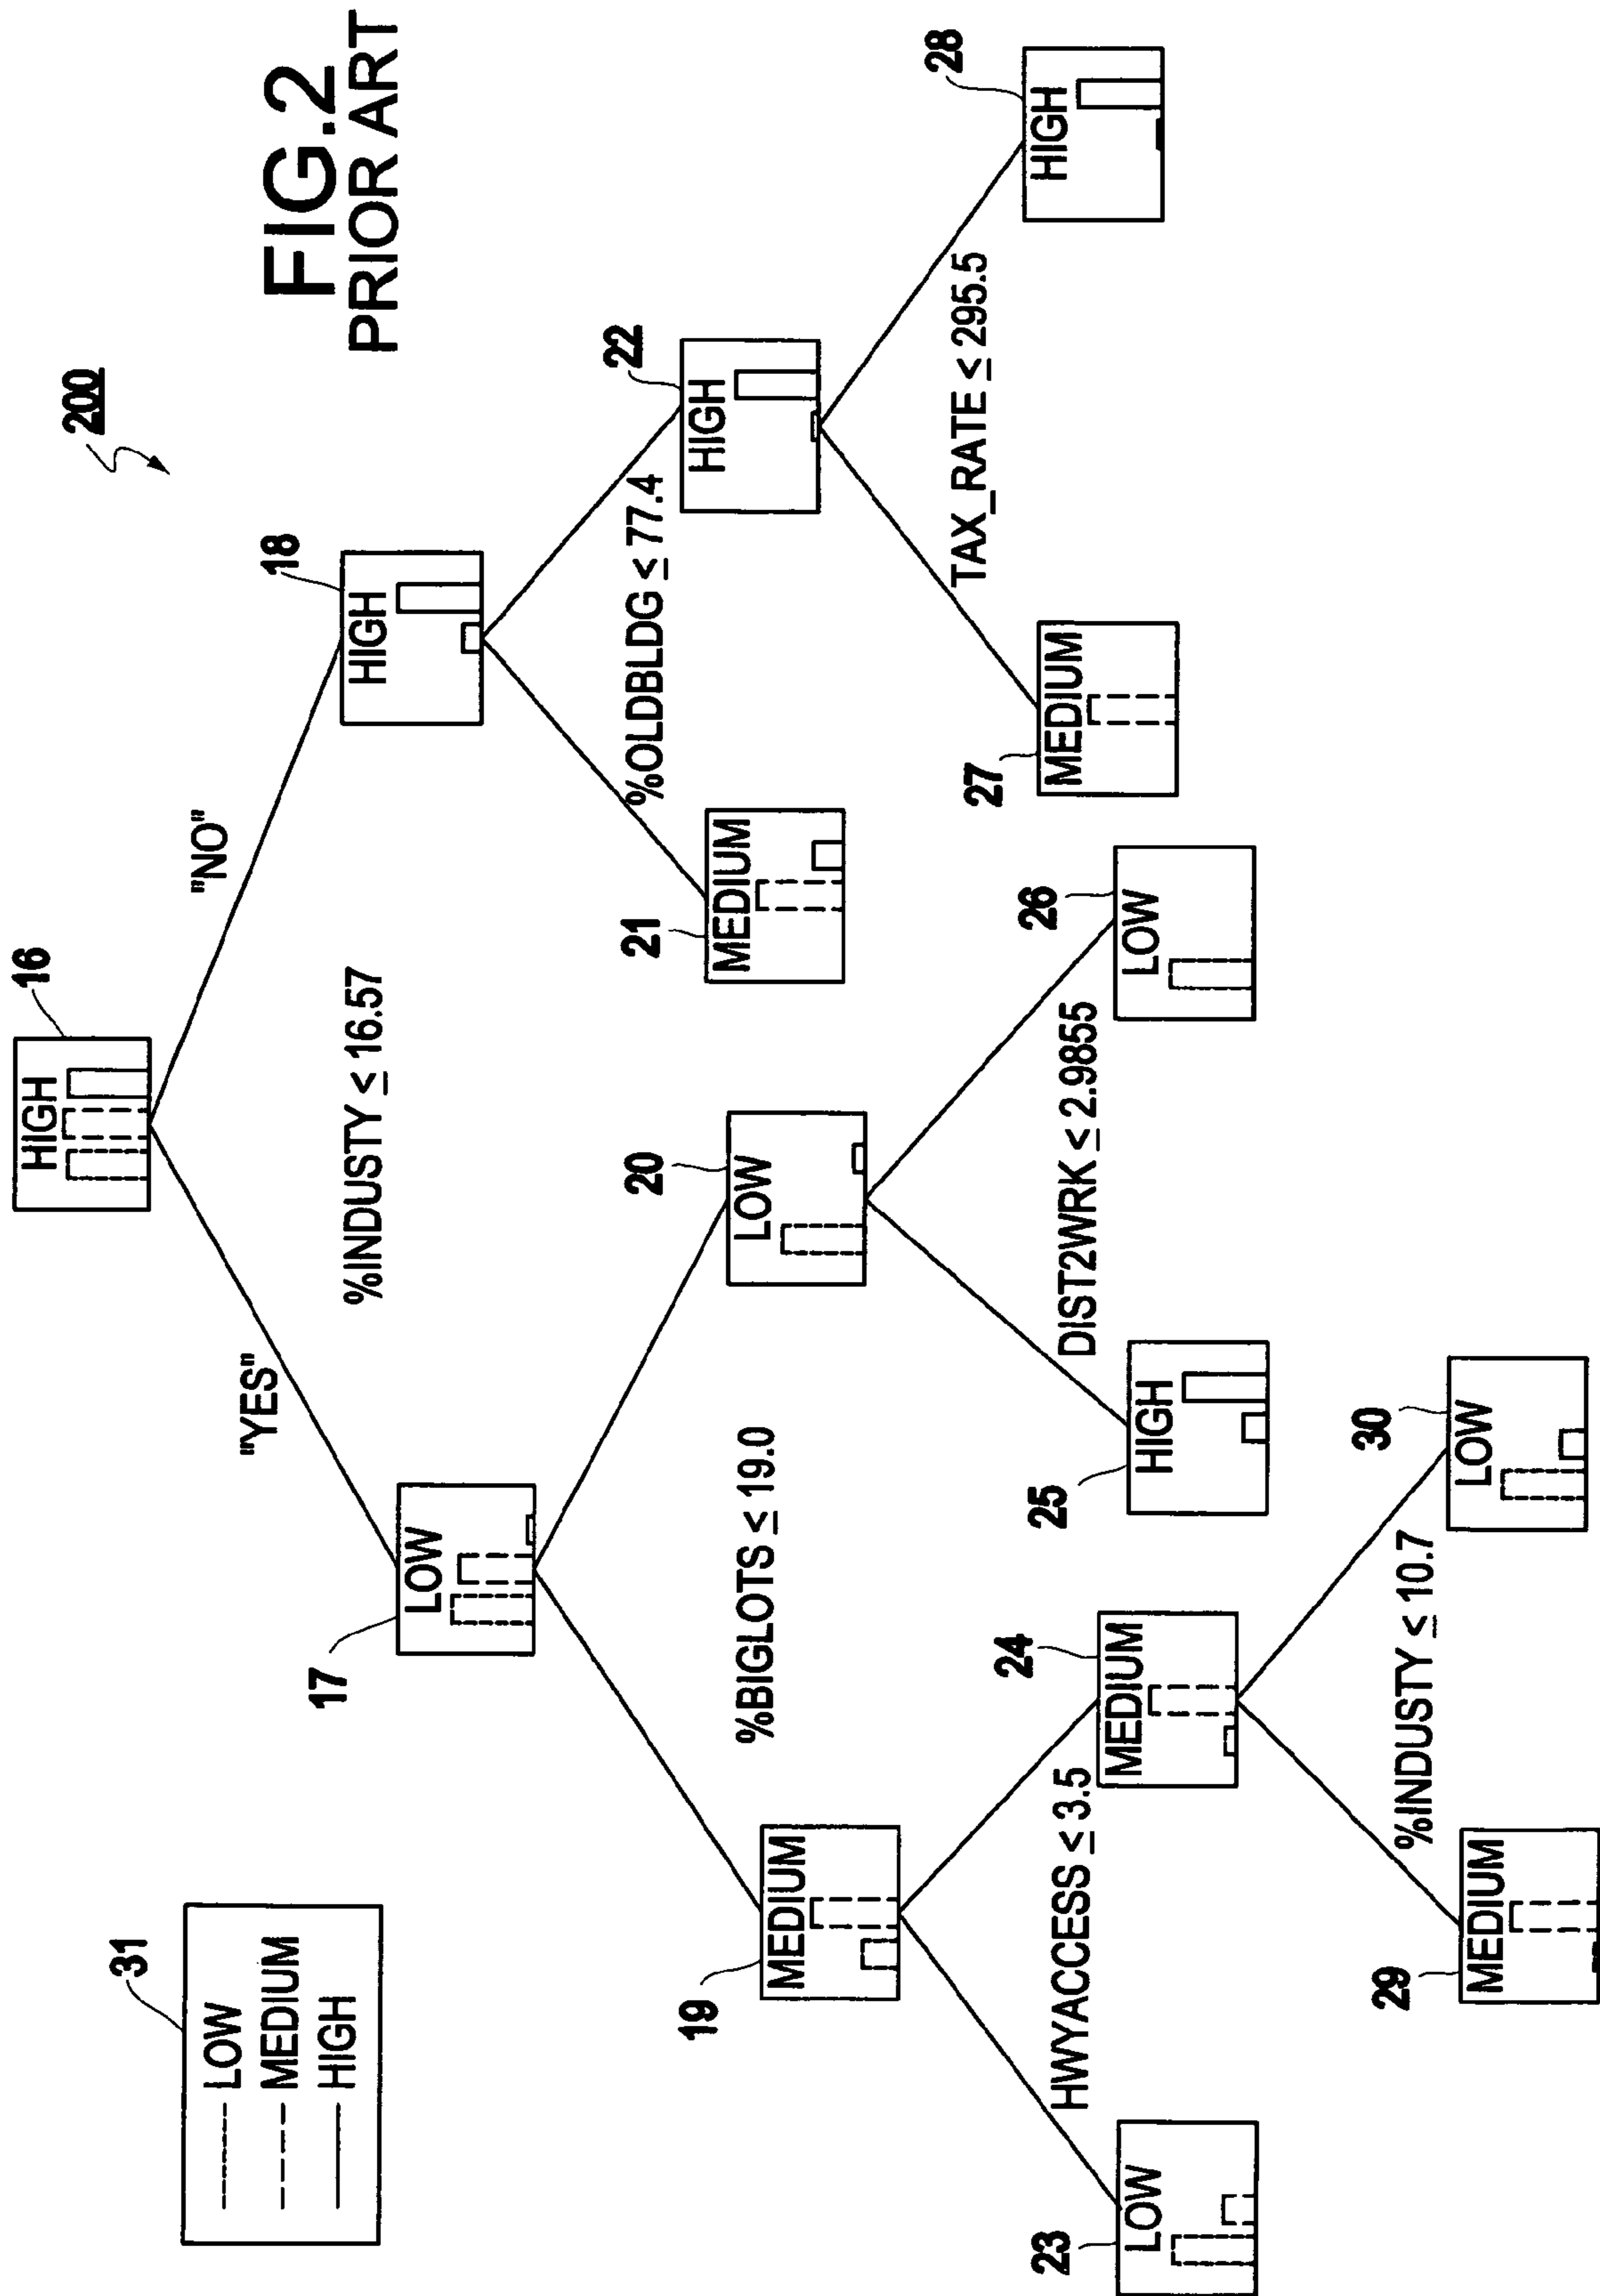 FIG.2
PRIOR ART
200
31
LOW
MEDIUM
HIGH
16
HIGH
"YES"
"NO"
%INDUSTY ≤ 16.57
17
LOW
18
HIGH
%BIGLOTS ≤ 19.0
%OLDBLDG ≤ 77.4
19
MEDIUM
20
LOW
21
MEDIUM
22
HIGH
HWYACCESS ≤ 3.5
DIST2WRK ≤ 2.9855
TAX_RATE ≤ 295.5
23
LOW
24
MEDIUM
25
HIGH
26
LOW
27
MEDIUM
28
HIGH
%INDUSTY ≤ 10.7
29
MEDIUM
30
LOW